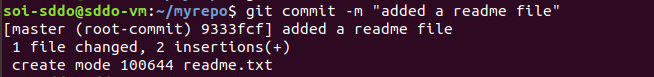 soi-sddo@sddo-vm:~/myrepo$ git commit -m "added a readme file"
[master (root-commit) 9333fcf] added a readme file
 1 file changed, 2 insertions(+)
 create mode 100644 readme.txt